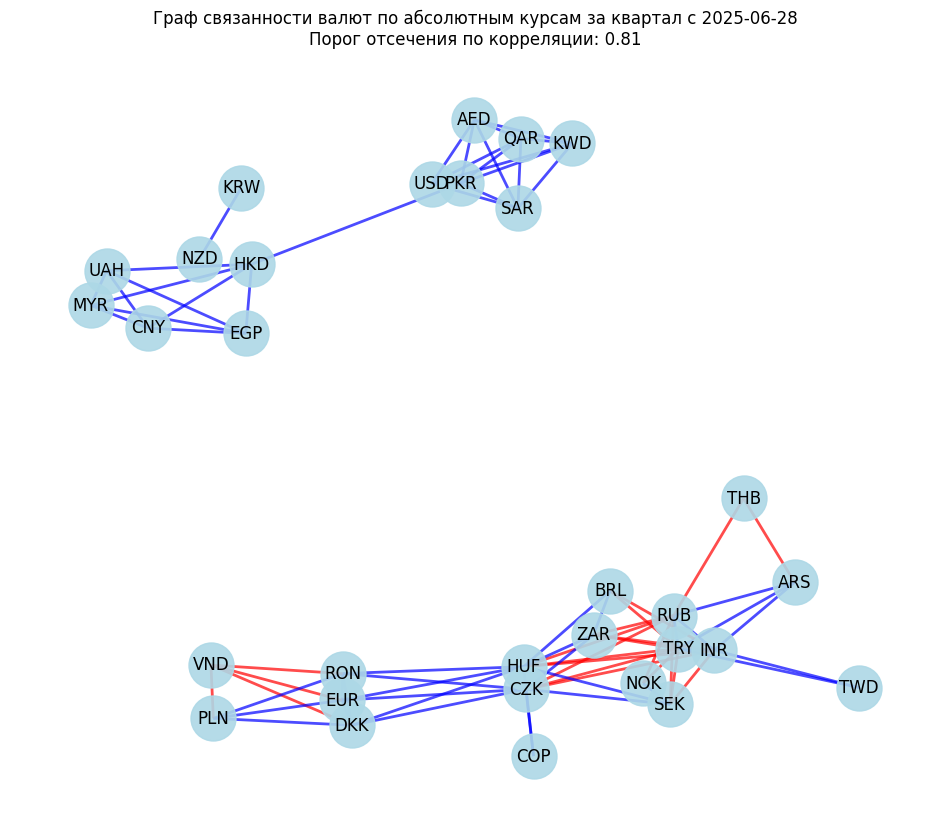 Граф связанности валют по абсолютным курсам за квартал с 2025-06-28
Порог отсечения по корреляции: 0.81
AED
QAR
KWD
USD
PKR
KRW
SAR
NZD
HKD
UAH
MYR
CNY
EGP
THB
ARS
BRL
RUB
ZAR
TRY
INR
VND
RON
HUF
NOK
TWD
CZK
EUR
SEK
PLN
DKK
COP